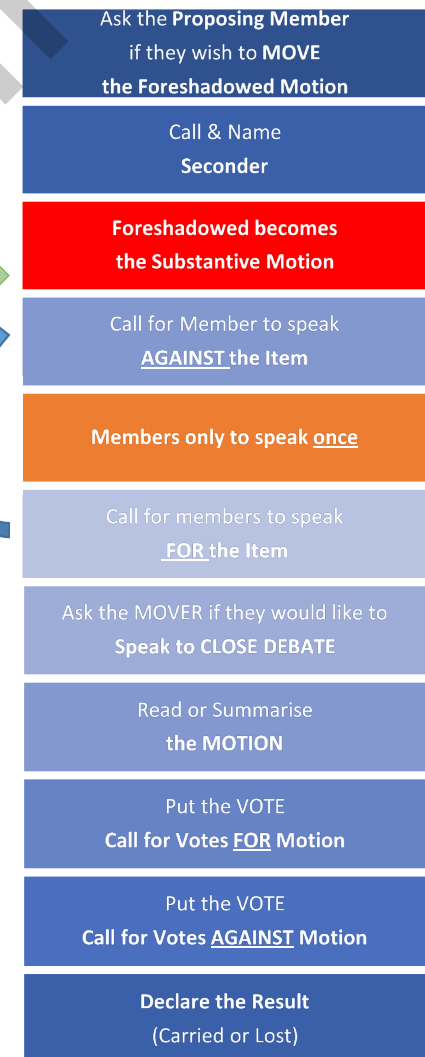 Ask the Proposing Member
if they wish to MOVE
the Foreshadowed Motion
Call & Name
Seconder
Foreshadowed becomes
the Substantive Motion
Call for Member to speak
AGAINST the Item
Members only to speak once
Call for members to speak
FOR the Item
Ask the MOVER if they would like to
Speak to CLOSE DEBATE
Read or Summarise
the MOTION
Put the VOTE
Call for Votes FOR Motion
Put the VOTE
Call for Votes AGAINST Motion
Declare the Result
(Carried or Lost)